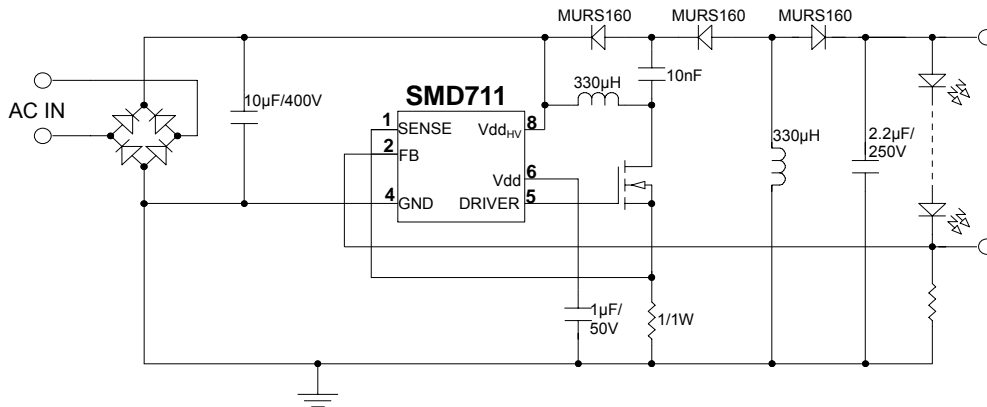 MURS160 MURS160 MURS160
10nF
330µH
AC IN
10µF/400V
SMD711
1 SENSE VddHV 8
2 FB
Vdd 6
4 GND DRIVER 5
330µH
2.2µF/
250V
1µF/
50V
1/1W